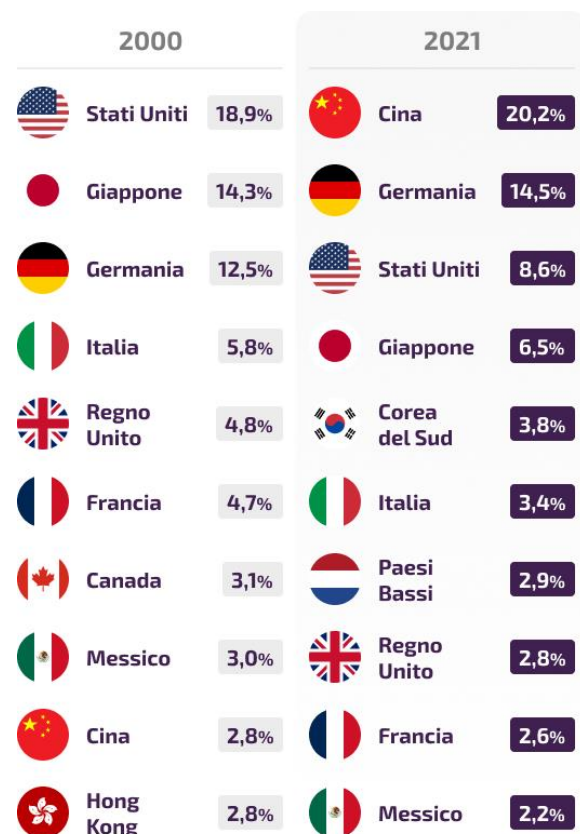 2000
Stati Uniti 18,9%
Giappone 14,3%
Germania 12,5%
Italia 5,8%
Regno
Unito 4,8%
Francia 4,7%
Canada 3,1%
Messico 3,0%
Cina 2,8%
Hong
Kong 2,8%
2021
Cina 20,2%
Germania 14,5%
Stati Uniti 8,6%
Giappone 6,5%
Corea
del Sud 3,8%
Italia 3,4%
Paesi
Bassi 2,9%
Regno
Unito 2,8%
Francia 2,6%
Messico 2,2%